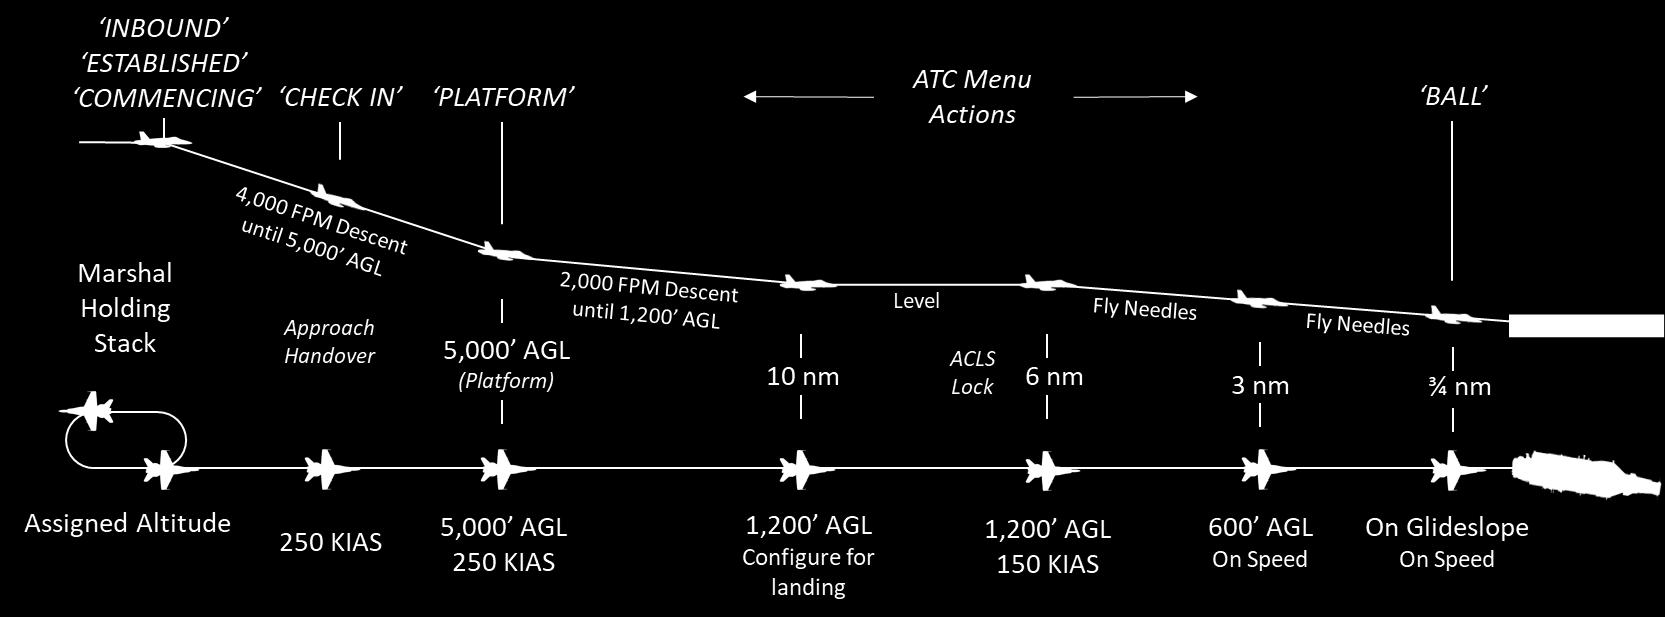 ‘INBOUND’
‘ESTABLISHED’
‘COMMENCING’
‘CHECK IN’
‘PLATFORM’
ATC Menu
Actions
‘BALL’
4,000 FPM Descent
until 5,000’ AGL
2,000 FPM Descent
until 1,200’ AGL
Level
Fly Needles
Fly Needles
Marshal
Holding
Stack
Approach
Handover
5,000’ AGL
(Platform)
10 nm
ACLS
Lock
6 nm
3 nm
¾ nm
Assigned Altitude
250 KIAS
5,000’ AGL
250 KIAS
1,200’ AGL
Configure for
landing
1,200’ AGL
150 KIAS
600’ AGL
On Speed
On Glideslope
On Speed